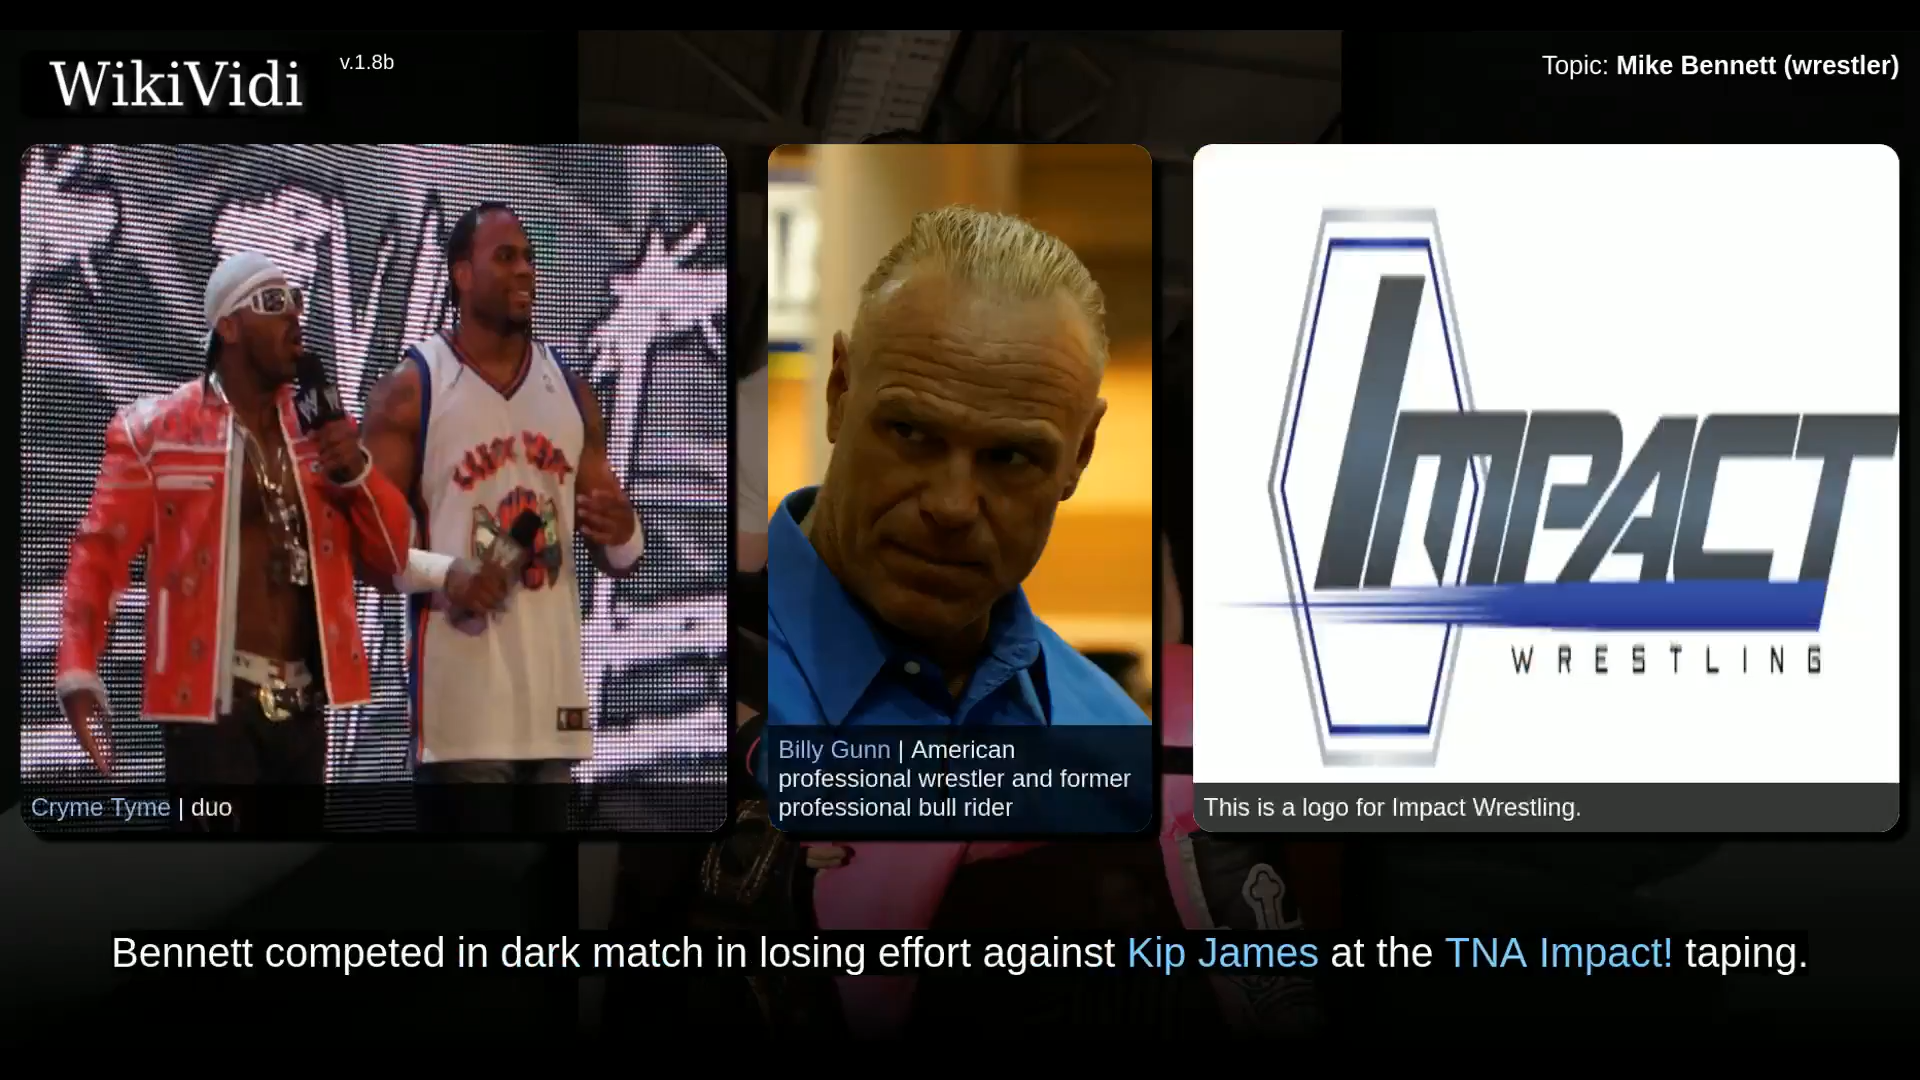 WikiVidi
v.1.8b
Topic: Mike Bennett (wrestler)
Cryme Tyme | duo
Billy Gunn | American
professional wrestler and former
professional bull rider
IMPACT
WRESTLING
This is a logo for Impact Wrestling.
Bennett competed in dark match in losing effort against Kip James at the TNA Impact! taping.